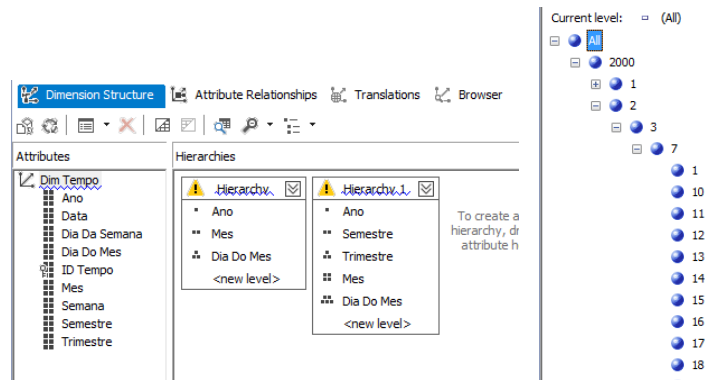 Dimension Structure
Attribute Relationships
Translations
Browser
Attributes
Dim Tempo
Ano
Data
Dia Da Semana
Dia Do Mes
ID Tempo
Mes
Semana
Semestre
Trimestre
Hierarchies
Hierarchy
Ano
Mes
Dia Do Mes
<new level>
Hierarchy 1
Ano
Semestre
Trimestre
Mes
Dia Do Mes
<new level>
To create a
hierarchy, dr
attribute h
Current level: (All)
All
2000
1
2
3
7
1
10
11
12
13
14
15
16
17
18